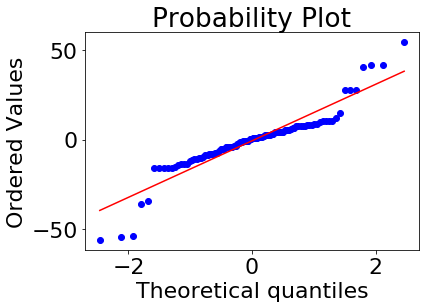 Probability Plot
50
0
−50
Ordered Values
−2
0
2
Theoretical quantiles